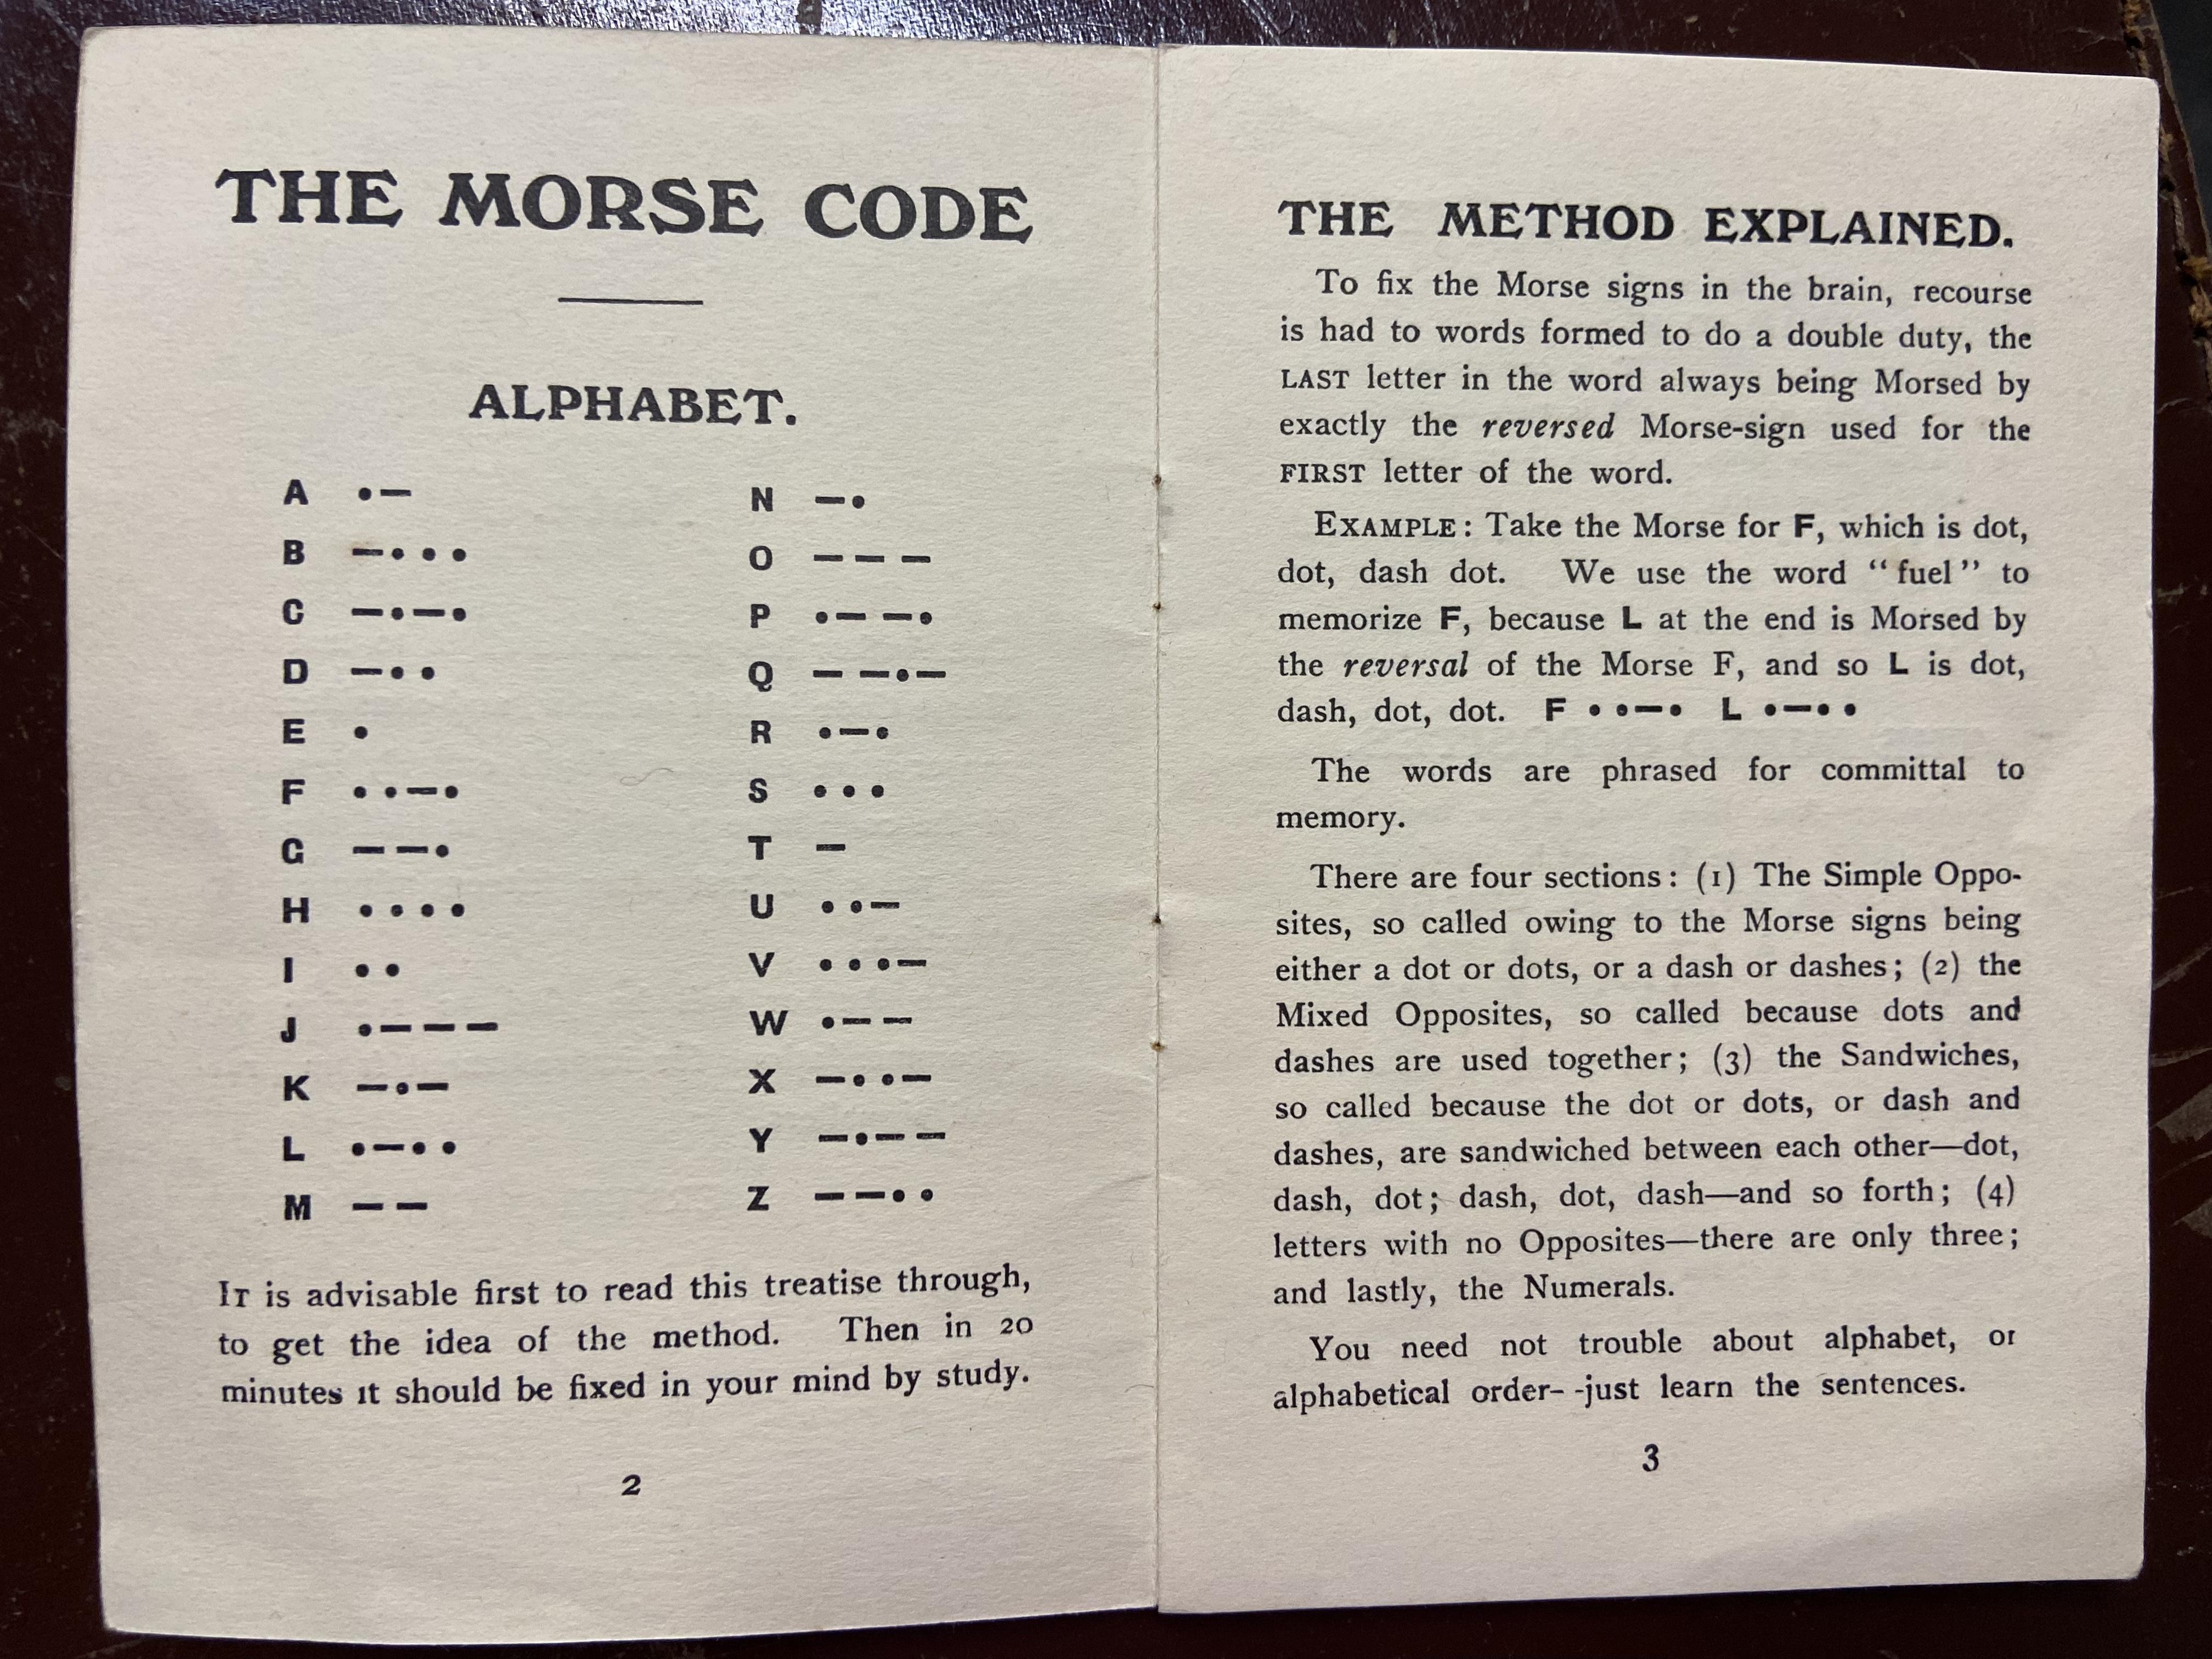 THE MORSE CODE
ALPHABET.
A •—
B —•••
C —•—•
D —••
E •
F ••—•
G ——•
H ••••
I ••
J •———
K —•—
L •—••
M ——
N —•
O ———
P •——•
Q ——•—
R •—•
S •••
T —
U ••—
V •••—
W •——
X —••—
Y —•——
Z ——••
IT is advisable first to read this treatise through,
to get the idea of the method. Then in 20
minutes it should be fixed in your mind by study.
2
THE METHOD EXPLAINED.
To fix the Morse signs in the brain, recourse
is had to words formed to do a double duty, the
LAST letter in the word always being Morsed by
exactly the reversed Morse-sign used for the
FIRST letter of the word.
EXAMPLE: Take the Morse for F, which is dot,
dot, dash dot. We use the word "fuel" to
memorize F, because L at the end is Morsed by
the reversal of the Morse F, and so L is dot,
dash, dot, dot. F ••—• L •—••
The words are phrased for committal to
memory.
There are four sections: (1) The Simple Oppo-
sites, so called owing to the Morse signs being
either a dot or dots, or a dash or dashes; (2) the
Mixed Opposites, so called because dots and
dashes are used together; (3) the Sandwiches,
so called because the dot or dots, or dash and
dashes, are sandwiched between each other—dot,
dash, dot; dash, dot, dash—and so forth; (4)
letters with no Opposites—there are only three;
and lastly, the Numerals.
You need not trouble about alphabet, or
alphabetical order- -just learn the sentences.
3